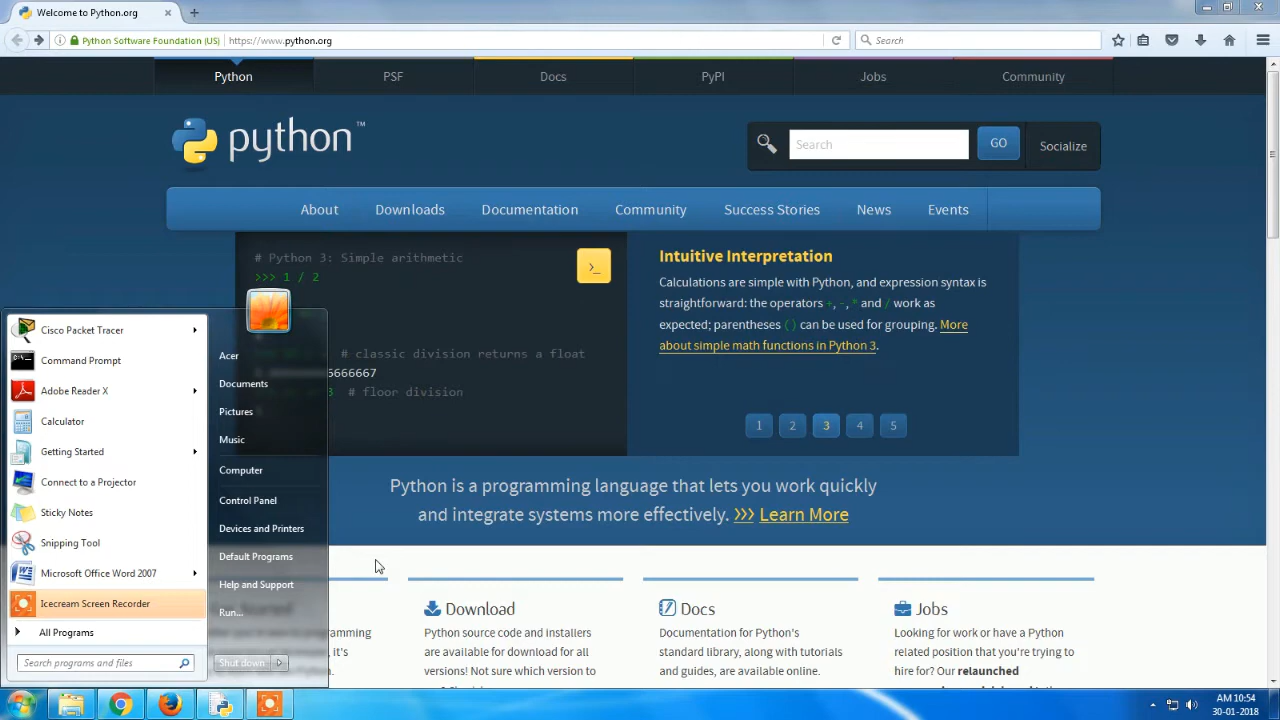 Welcome to Python.org
Python Software Foundation (US)
https://www.python.org
Search
Python
PSF
Docs
PyPI
Jobs
Community
python™
Search
GO
Socialize
About
Downloads
Documentation
Community
Success Stories
News
Events
# Python 3: Simple arithmetic
>>> 1 / 2
# classic division returns a float
6666667
3 # floor division
>_
Intuitive Interpretation
Calculations are simple with Python, and expression syntax is
straightforward: the operators +, -, * and / work as
expected; parentheses () can be used for grouping. More
about simple math functions in Python 3.
1
2
3
4
5
Python is a programming language that lets you work quickly
and integrate systems more effectively. >>> Learn More
Download
Python source code and installers
are available for download for all
versions! Not sure which version to
Docs
Documentation for Python's
standard library, along with tutorials
and guides, are available online.
Jobs
Looking for work or have a Python
related position that you're trying to
hire for? Our relaunched
programming
it's
Cisco Packet Tracer
Command Prompt
Adobe Reader X
Calculator
Getting Started
Connect to a Projector
Sticky Notes
Snipping Tool
Microsoft Office Word 2007
Icecream Screen Recorder
All Programs
Search programs and files
Acer
Documents
Pictures
Music
Computer
Control Panel
Devices and Printers
Default Programs
Help and Support
Run...
Shut down
AM 10:54
30-01-2018